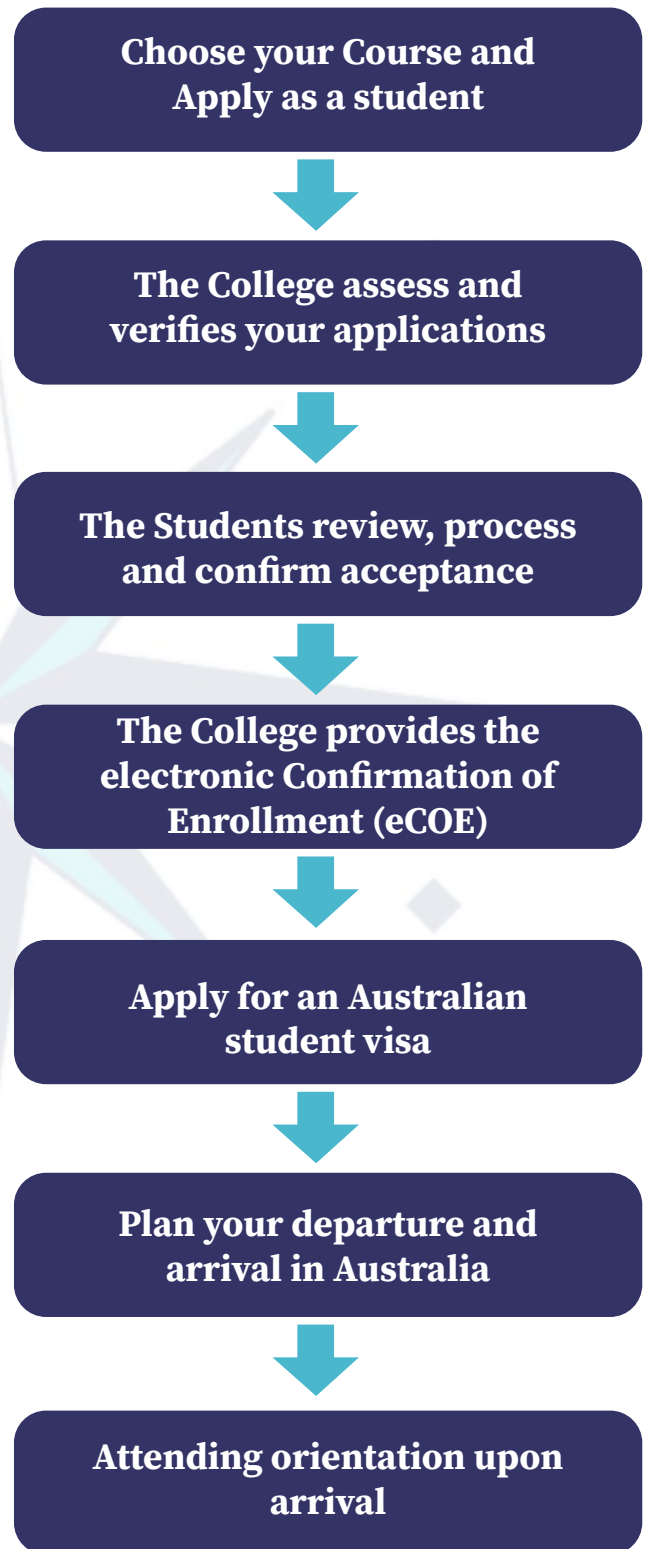 Choose your Course and
Apply as a student
The College assess and
verifies your applications
The Students review, process
and confirm acceptance
The College provides the
electronic Confirmation of
Enrollment (eCOE)
Apply for an Australian
student visa
Plan your departure and
arrival in Australia
Attending orientation upon
arrival